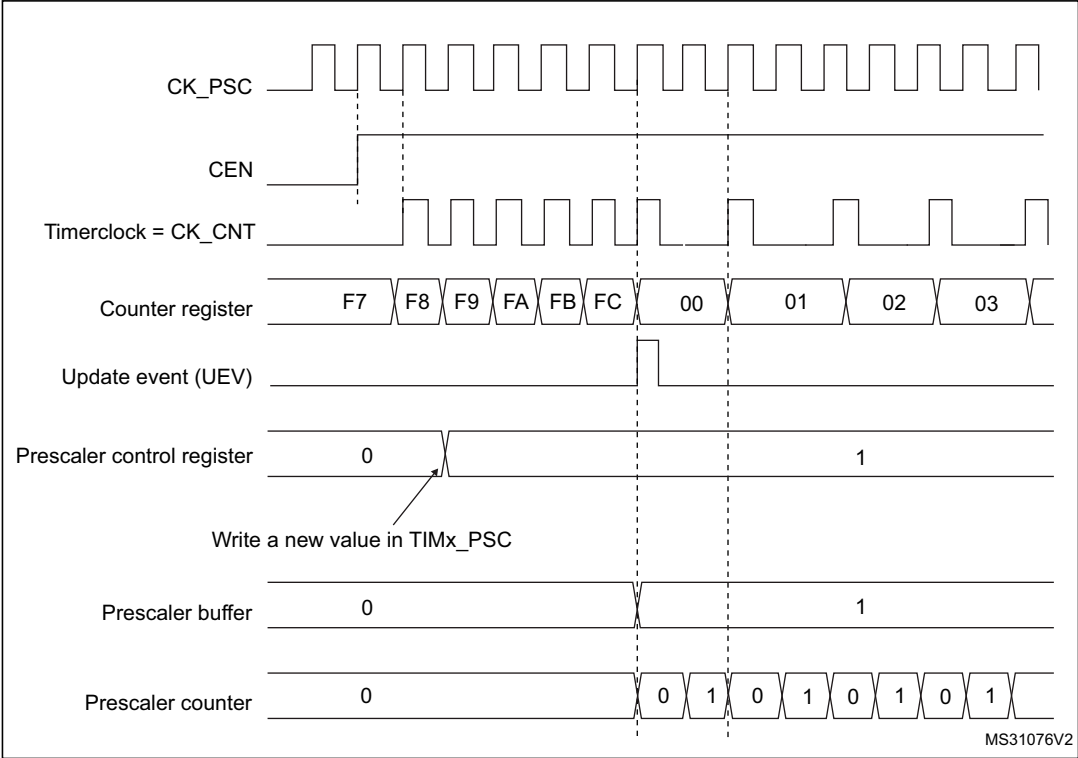 CK_PSC
CEN
Timerclock = CK_CNT
Counter register F7 F8 F9 FA FB FC 00 01 02 03
Update event (UEV)
Prescaler control register 0 1
Write a new value in TIMx_PSC
Prescaler buffer 0 1
Prescaler counter 0 0 1 0 1 0 1 0 1
MS31076V2